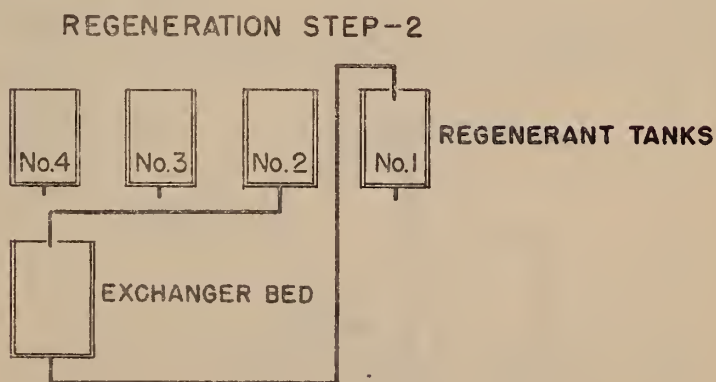 REGENERATION STEP-2
No.4 No.3 No.2 No.1 REGENERANT TANKS
EXCHANGER BED